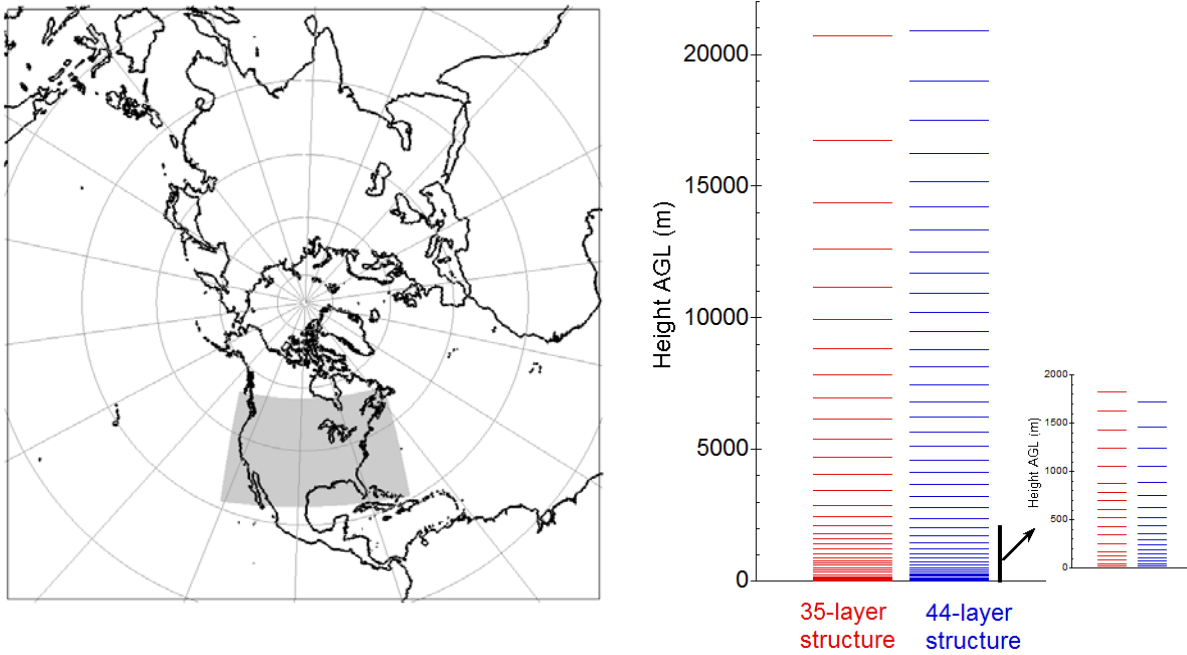 20000
15000
10000
5000
0
Height AGL (m)
35-layer
structure
44-layer
structure
2000
1500
1000
500
0
Height AGL (m)